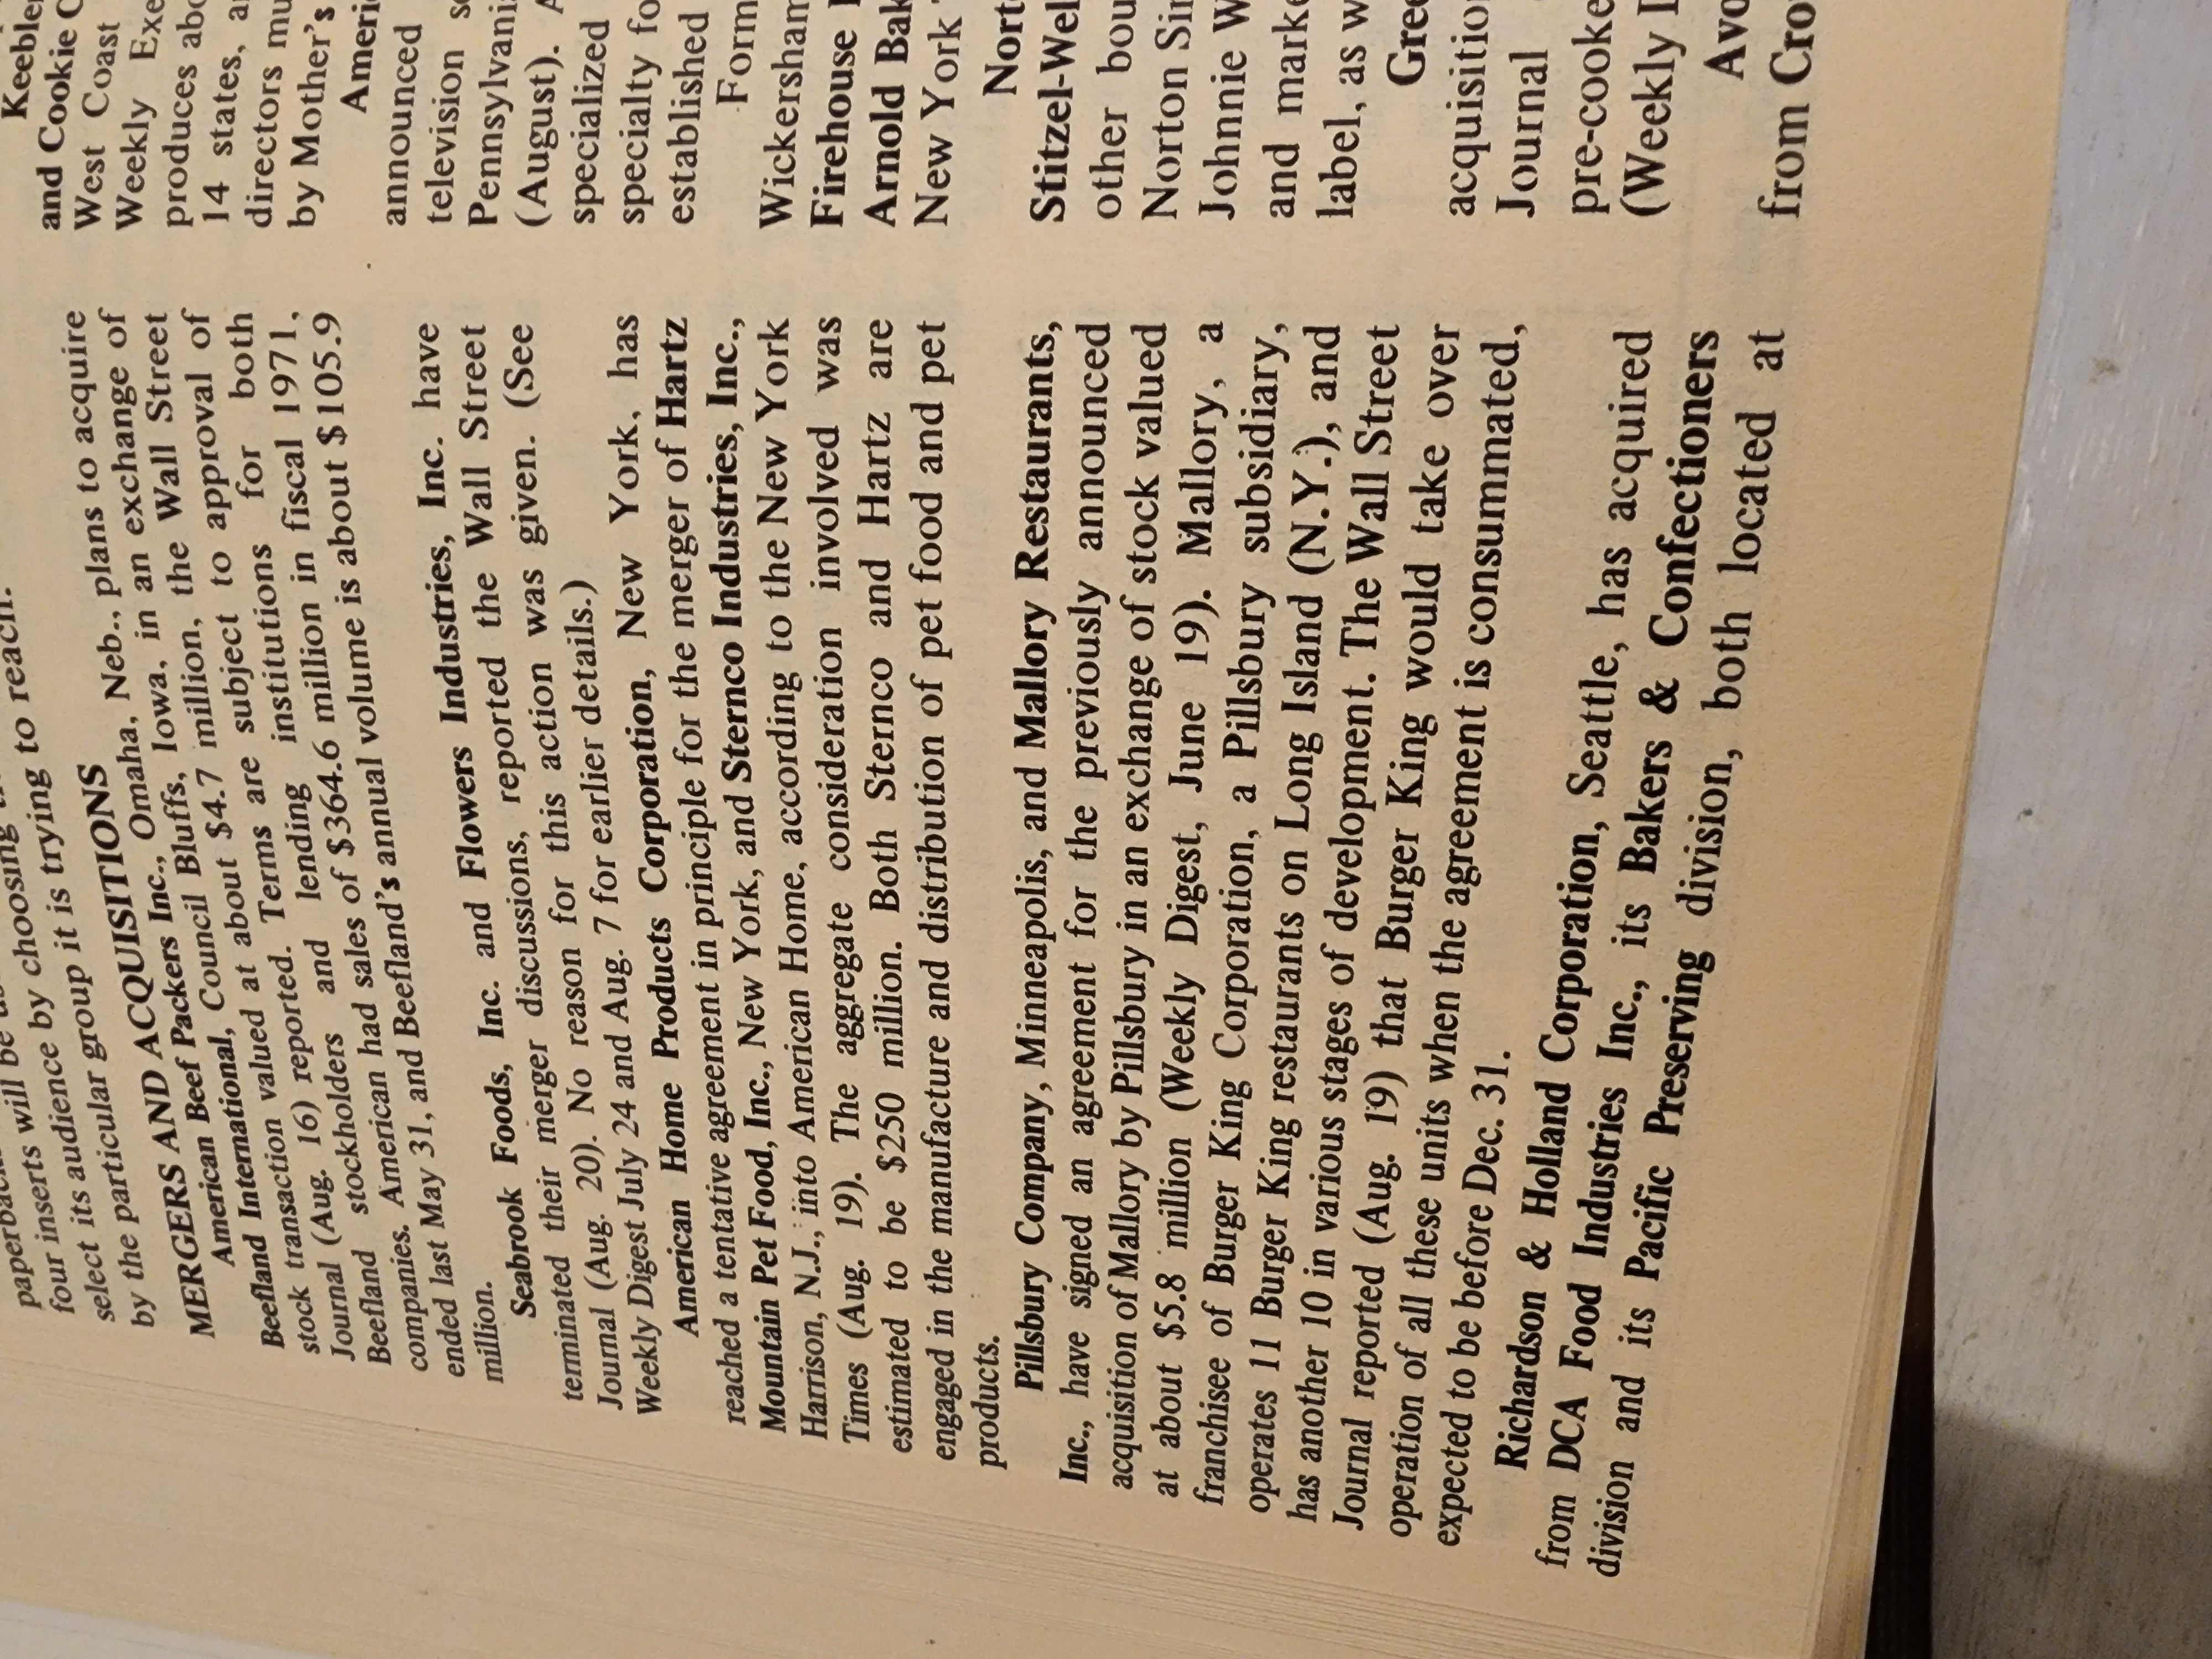 paperbac will be
four inserts will be choosing
select its audience by choosing
by the particular group it is trying to reach.
MERGERS AND ACQUISITIONS
American Beef Packers Inc., Omaha, Neb., plans to acquire
Beefland International, Council Bluffs, Iowa, in an exchange of
stock transaction valued at about $4.7 million, the Wall Street
Journal (Aug. 16) reported. Terms are subject to approval of
Beefland stockholders and lending institutions for both
companies. American had sales of $364.6 million in fiscal 1971,
ended last May 31, and Beefland's annual volume is about $105.9
million.
Seabrook Foods, Inc. and Flowers Industries, Inc. have
terminated their merger discussions, reported the Wall Street
Journal (Aug. 20). No reason for this action was given. (See
Weekly Digest July 24 and Aug. 7 for earlier details.)
American Home Products Corporation, New York, has
reached a tentative agreement in principle for the merger of Hartz
Mountain Pet Food, Inc., New York, and Sternco Industries, Inc.,
Harrison, N.J., into American Home, according to the New York
Times (Aug. 19). The aggregate consideration involved was
estimated to be $250 million. Both Sternco and Hartz are
engaged in the manufacture and distribution of pet food and pet
products.
Pillsbury Company, Minneapolis, and Mallory Restaurants,
Inc., have signed an agreement for the previously announced
acquisition of Mallory by Pillsbury in an exchange of stock valued
at about $5.8 million (Weekly Digest, June 19). Mallory, a
franchisee of Burger King Corporation, a Pillsbury subsidiary,
operates 11 Burger King restaurants on Long Island (N.Y.), and
has another 10 in various stages of development. The Wall Street
Journal reported (Aug. 19) that Burger King would take over
operation of all these units when the agreement is consummated,
expected to be before Dec. 31.
Richardson & Holland Corporation, Seattle, has acquired
from DCA Food Industries Inc., its Bakers & Confectioners
division and its Pacific Preserving division, both located at
Keebler
and Cookie C
West Coast
Weekly Exe
produces abo
14 states, a
directors mu
by Mother's
Ameri
announced
television s
Pennsylvani
(August). A
specialized
specialty fo
established
Form
Wickersham
Firehouse
Arnold Bak
New York
Nort
Stitzel-Wel
other bou
Norton Sir
Johnnie W
and marke
label, as w
Gree
acquisitio
Journal
pre-cooke
(Weekly D
Avo
from Cro